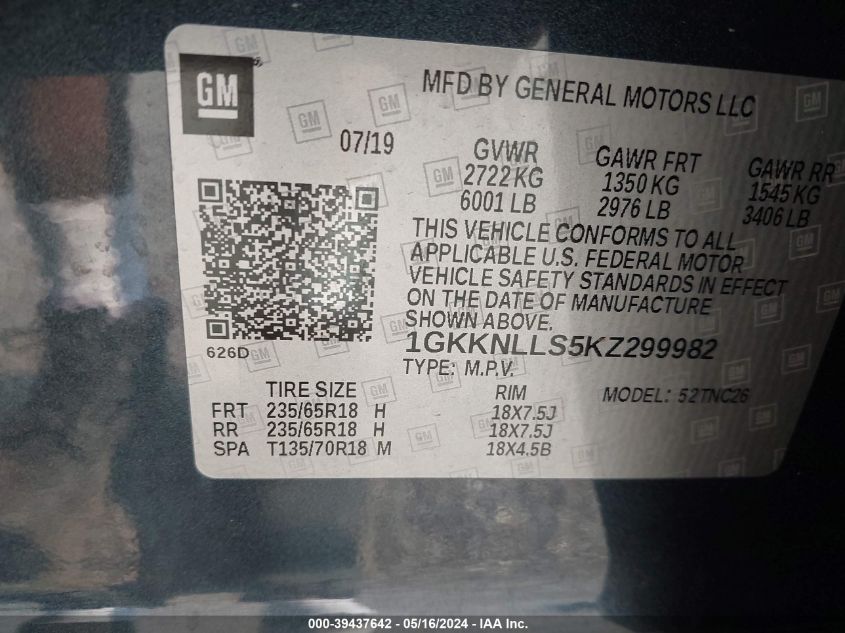 GM
MFD BY GENERAL MOTORS LLC
07/19
GVWR GAWR FRT GAWR RR
2722 KG 1350 KG 1545 KG
6001 LB 2976 LB 3406 LB
THIS VEHICLE CONFORMS TO ALL
APPLICABLE U.S. FEDERAL MOTOR
VEHICLE SAFETY STANDARDS IN EFFECT
ON THE DATE OF MANUFACTURE
SHOWN ABOVE.
626D
1GKKNLLS5KZ299982
TYPE: M.P.V.
TIRE SIZE RIM MODEL: 52TNC26
FRT 235/65R18 H 18X7.5J
RR 235/65R18 H 18X7.5J
SPA T135/70R18 M 18X4.5B
000-39437642 - 05/16/2024 - IAA Inc.